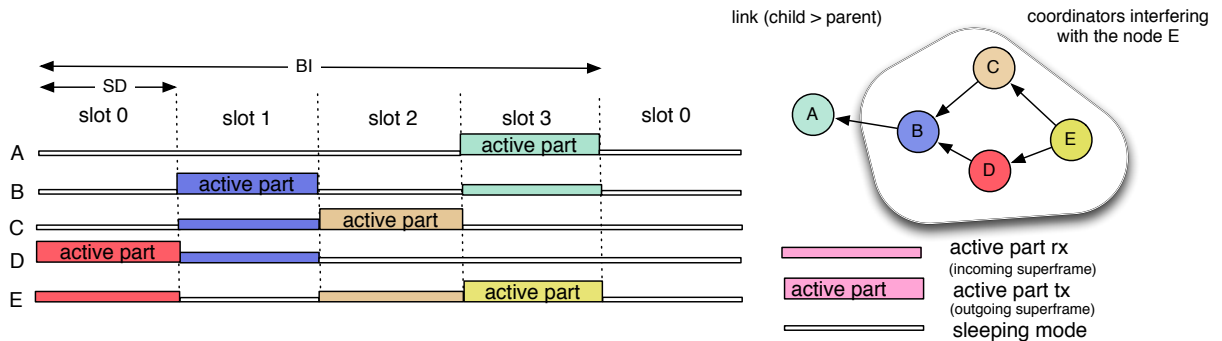 link (child > parent)
coordinators interfering
with the node E
BI
SD
slot 0
slot 1
slot 2
slot 3
slot 0
A
active part
B
active part
C
active part
D
active part
E
active part
A
B
C
D
E
active part rx
(incoming superframe)
active part
active part tx
(outgoing superframe)
sleeping mode